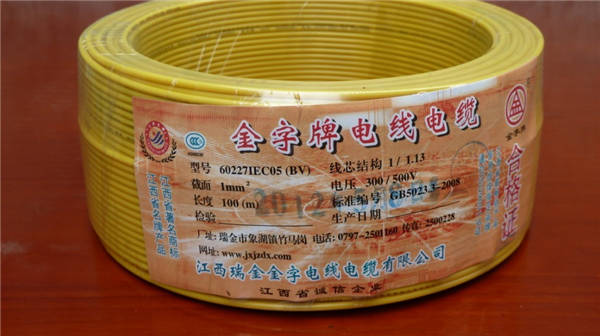 金字牌电线电缆
型号 60227IEC05 (BV) 线芯结构 1/1.13
截面 1mm² 电压 300/500V
长度 100(m) 标准编号 GB5023.3-2008
检验 生产日期
厂址: 瑞金市象湖镇竹马岗 电话: 0797-2501160 传真: 2500228
网址: www.jxjzdx.com
江西瑞金金字电线电缆有限公司
江西省诚信企业
江西省著名商标
江西省名牌产品
合格证